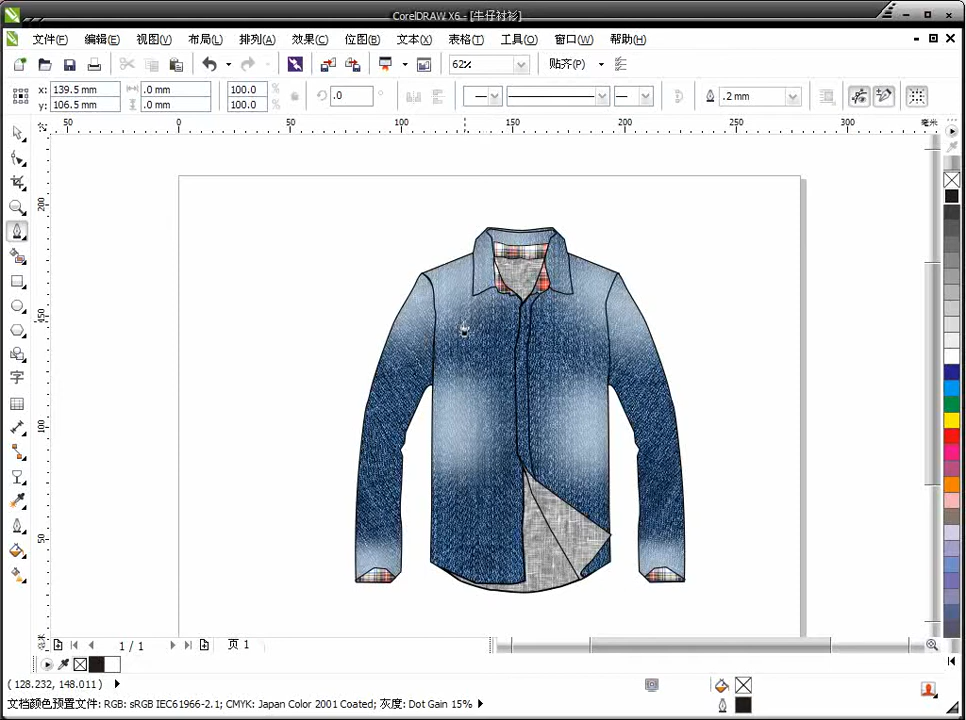 CorelDRAW X6 - [牛仔衬衫]
文件(F) 编辑(E) 视图(V) 布局(L) 排列(A) 效果(C) 位图(B) 文本(X) 表格(T) 工具(O) 窗口(W) 帮助(H)
62% 贴齐(P)
x: 139.5 mm .0 mm 100.0 % .0 ° .2 mm
y: 106.5 mm .0 mm 100.0 %
50 0 50 100 150 200 250 300 毫米
200
150
100
50
字
1 / 1 页 1
( 128.232, 148.011 )
文档颜色预置文件: RGB: sRGB IEC61966-2.1; CMYK: Japan Color 2001 Coated; 灰度: Dot Gain 15%